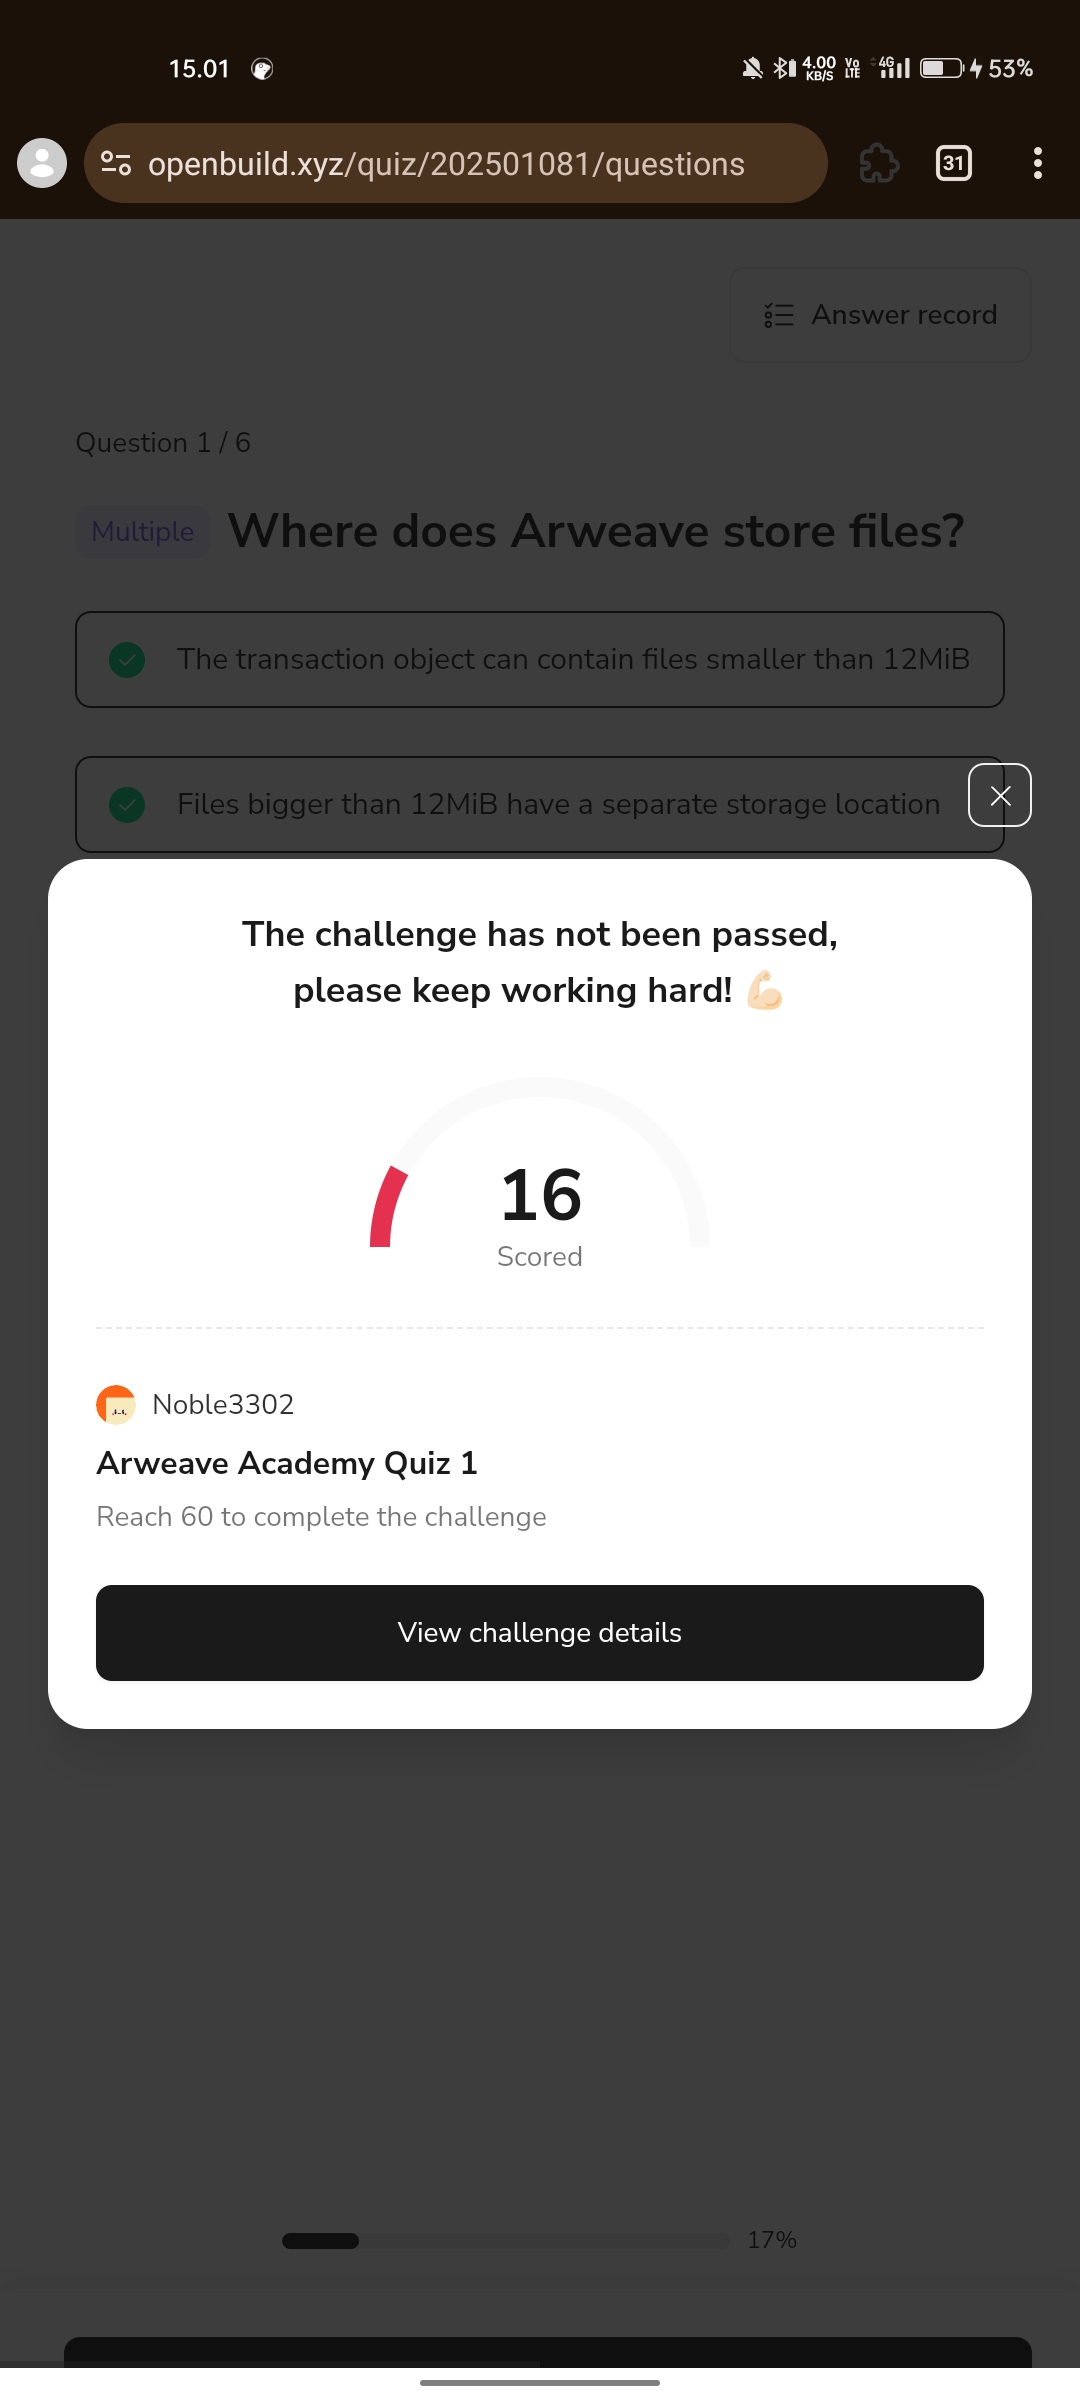 15.01
4.00
KB/S
Vo
LTE
4G
53%
openbuild.xyz/quiz/202501081/questions
31
Answer record
Question 1 / 6
Multiple
Where does Arweave store files?
The transaction object can contain files smaller than 12MiB
Files bigger than 12MiB have a separate storage location
The challenge has not been passed,
please keep working hard! 💪🏻
16
Scored
Noble3302
Arweave Academy Quiz 1
Reach 60 to complete the challenge
View challenge details
17%